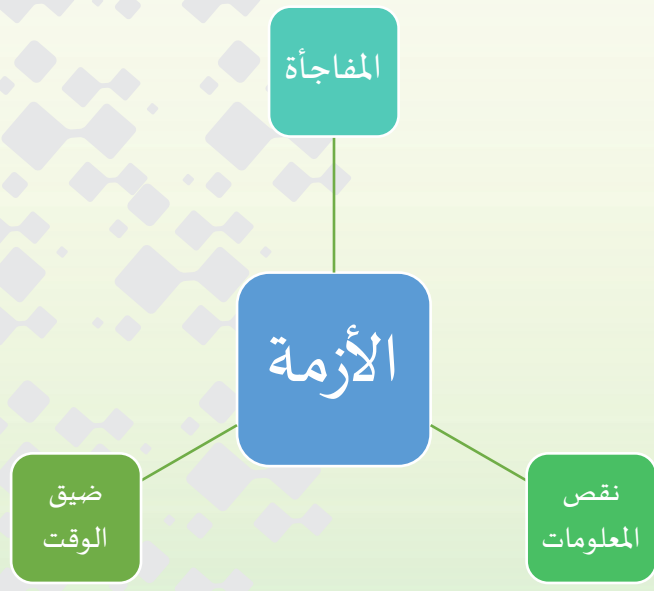 المفاجأة
الأزمة
نقص
المعلومات
ضيق
الوقت